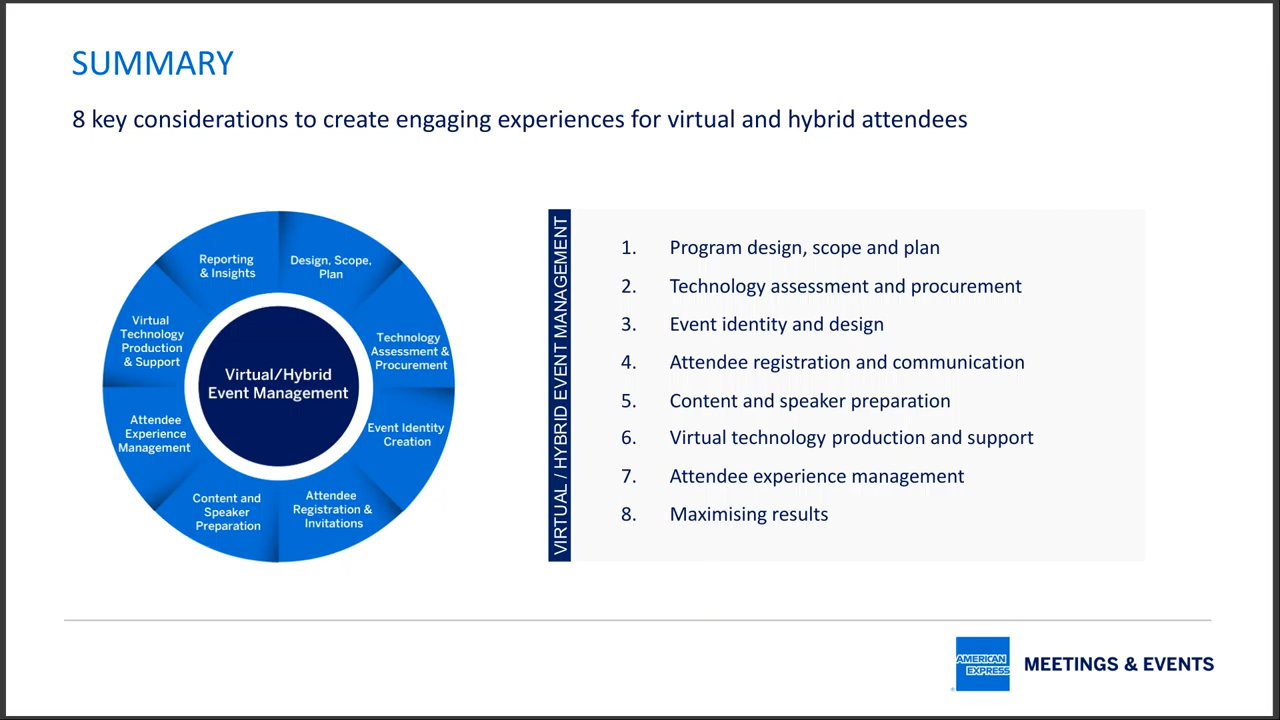 SUMMARY
8 key considerations to create engaging experiences for virtual and hybrid attendees
Reporting
& Insights
Design, Scope,
Plan
Technology
Assessment &
Procurement
Event Identity
Creation
Attendee
Registration &
Invitations
Content and
Speaker
Preparation
Attendee
Experience
Management
Virtual
Technology
Production
& Support
Virtual/Hybrid
Event Management
VIRTUAL / HYBRID EVENT MANAGEMENT
1. Program design, scope and plan
2. Technology assessment and procurement
3. Event identity and design
4. Attendee registration and communication
5. Content and speaker preparation
6. Virtual technology production and support
7. Attendee experience management
8. Maximising results
AMERICAN
EXPRESS
®
MEETINGS & EVENTS